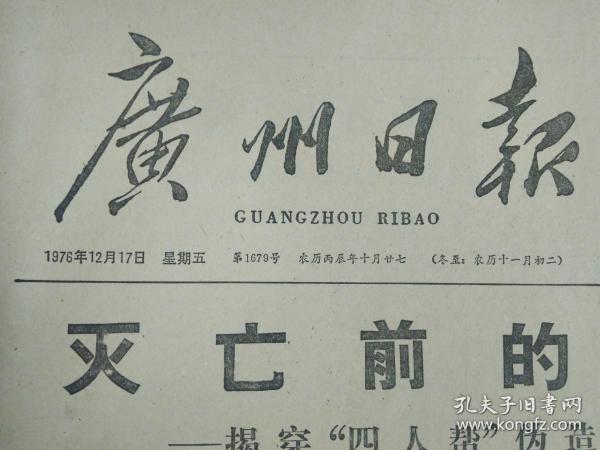 廣州日報
GUANGZHOU RIBAO
1976年12月17日 星期五 第1679号 农历丙辰年十月廿七 (冬至：农历十一月初二)
灭亡前的
——揭穿“四人帮”伪造
孔夫子旧书网